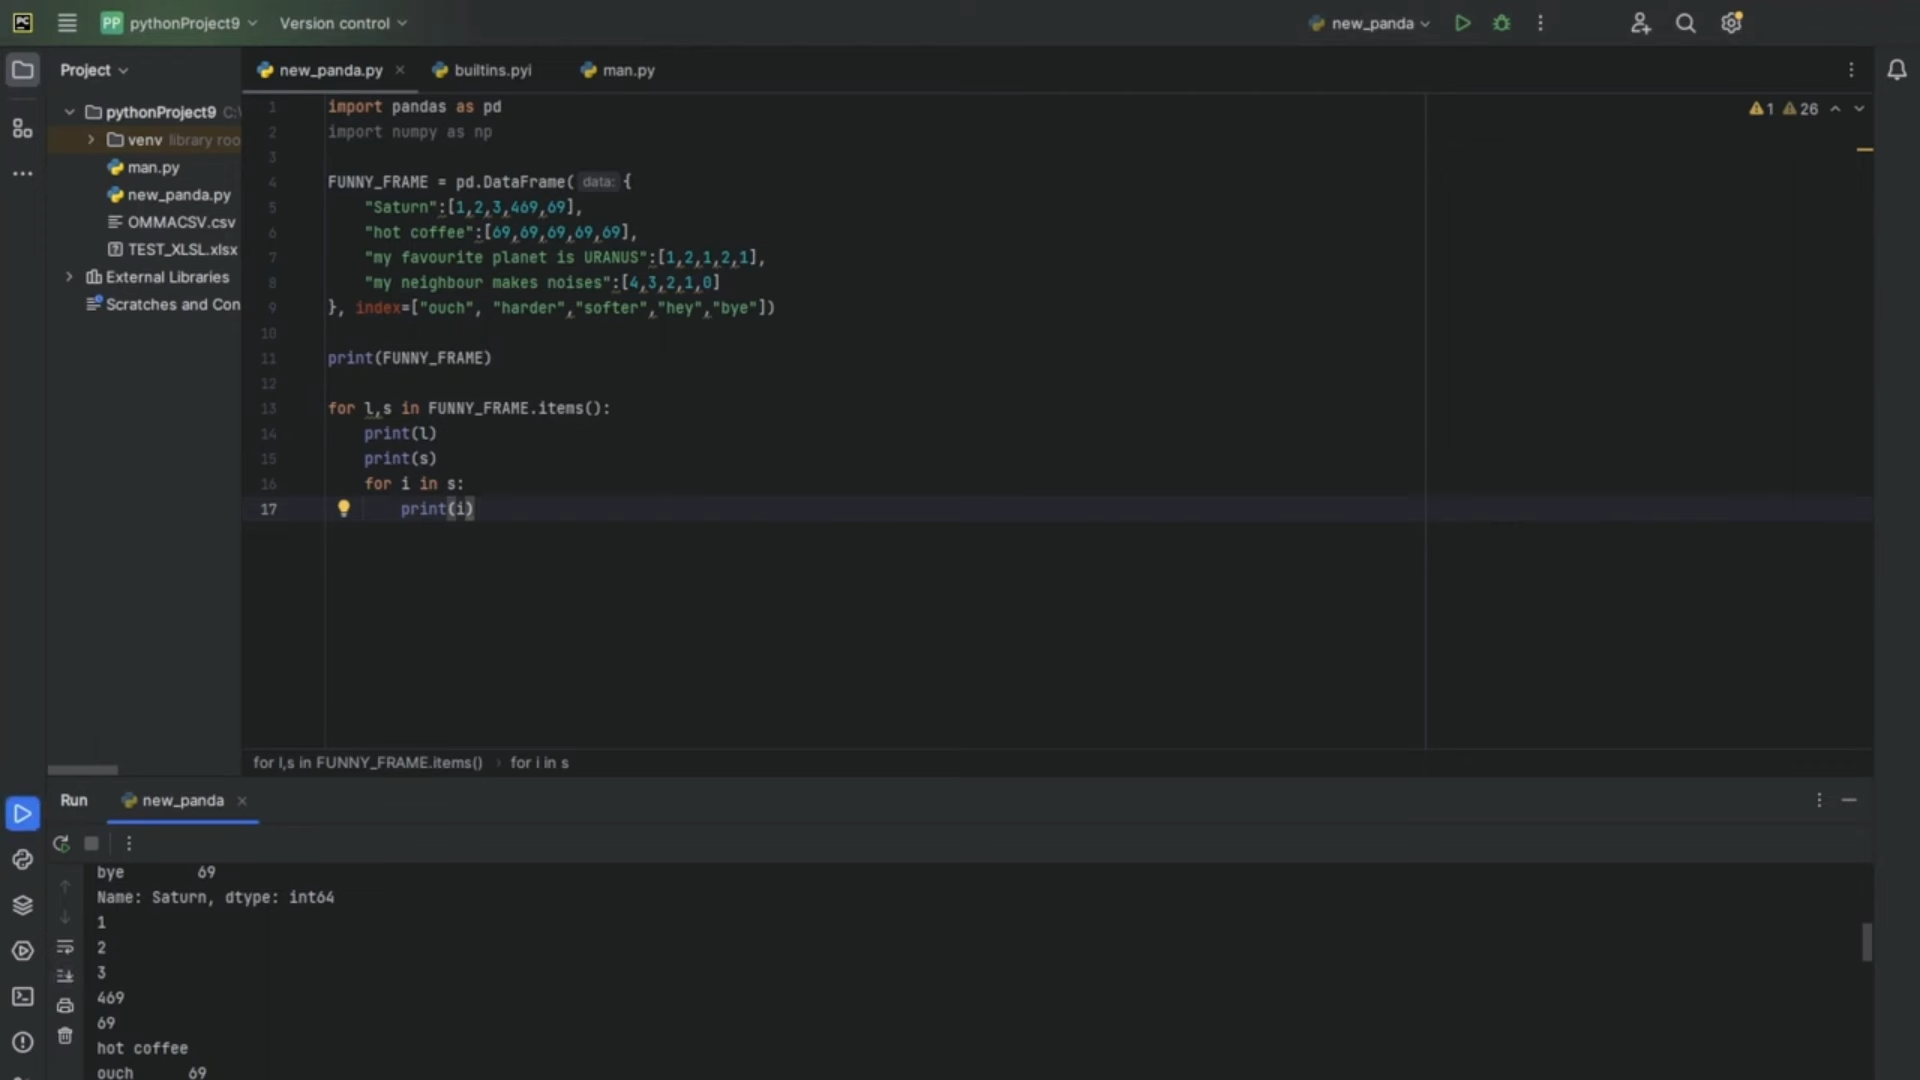 PC
PP pythonProject9
Version control
new_panda
Project
new_panda.py
builtins.pyi
man.py
pythonProject9 C:\
venv library roo
man.py
new_panda.py
OMMACSV.csv
TEST_XLSL.xlsx
External Libraries
Scratches and Con
1 26
1 import pandas as pd
2 import numpy as np
3
4 FUNNY_FRAME = pd.DataFrame( data: {
5 "Saturn":[1,2,3,469,69],
6 "hot coffee":[69,69,69,69,69],
7 "my favourite planet is URANUS":[1,2,1,2,1],
8 "my neighbour makes noises":[4,3,2,1,0]
9 }, index=["ouch", "harder","softer","hey","bye"])
10
11 print(FUNNY_FRAME)
12
13 for l,s in FUNNY_FRAME.items():
14 print(l)
15 print(s)
16 for i in s:
17 print(i)
for l,s in FUNNY_FRAME.items() › for i in s
Run new_panda
bye 69
Name: Saturn, dtype: int64
1
2
3
469
69
hot coffee
ouch 69